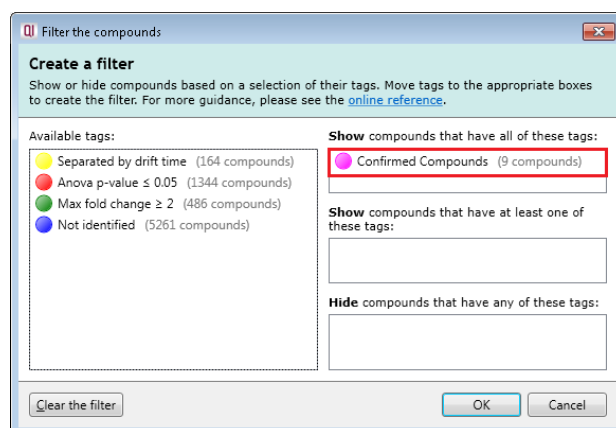 QI Filter the compounds
Create a filter
Show or hide compounds based on a selection of their tags. Move tags to the appropriate boxes
to create the filter. For more guidance, please see the online reference.
Available tags:
Separated by drift time (164 compounds)
Anova p-value ≤ 0.05 (1344 compounds)
Max fold change ≥ 2 (486 compounds)
Not identified (5261 compounds)
Show compounds that have all of these tags:
Confirmed Compounds (9 compounds)
Show compounds that have at least one of
these tags:
Hide compounds that have any of these tags:
Clear the filter
OK
Cancel